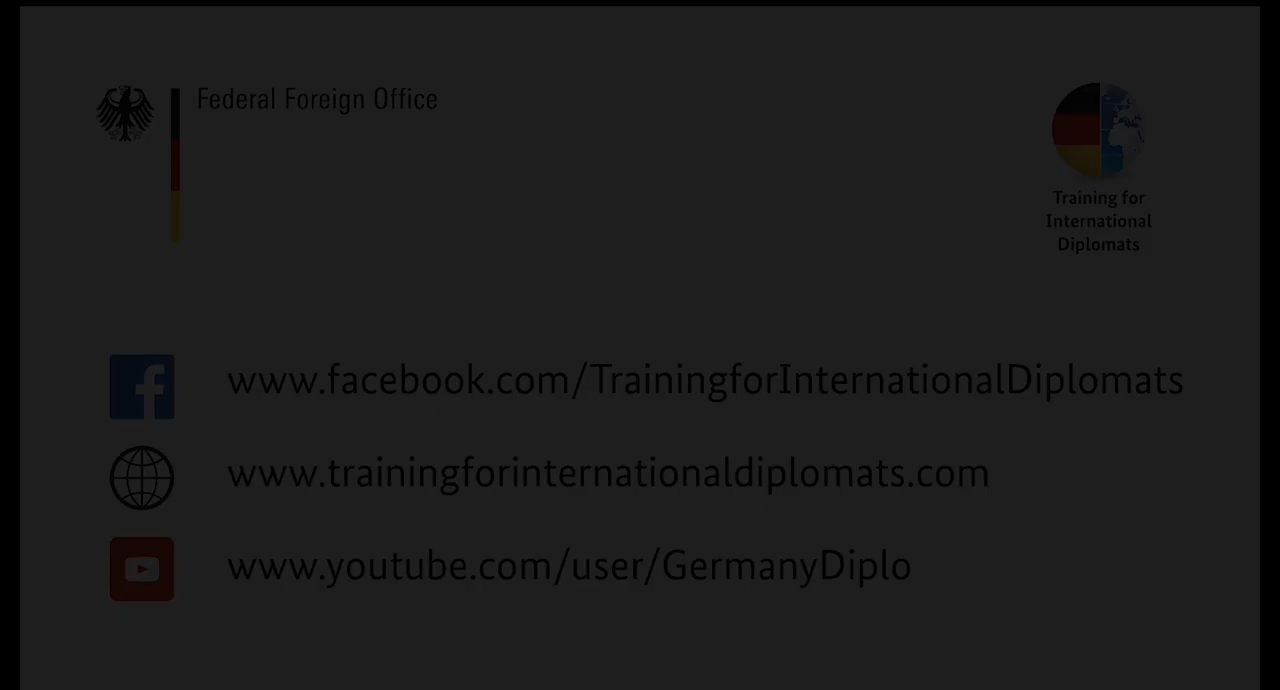 Federal Foreign Office
Training for
International
Diplomats
www.facebook.com/TrainingforInternationalDiplomats
www.trainingforinternationaldiplomats.com
www.youtube.com/user/GermanyDiplo